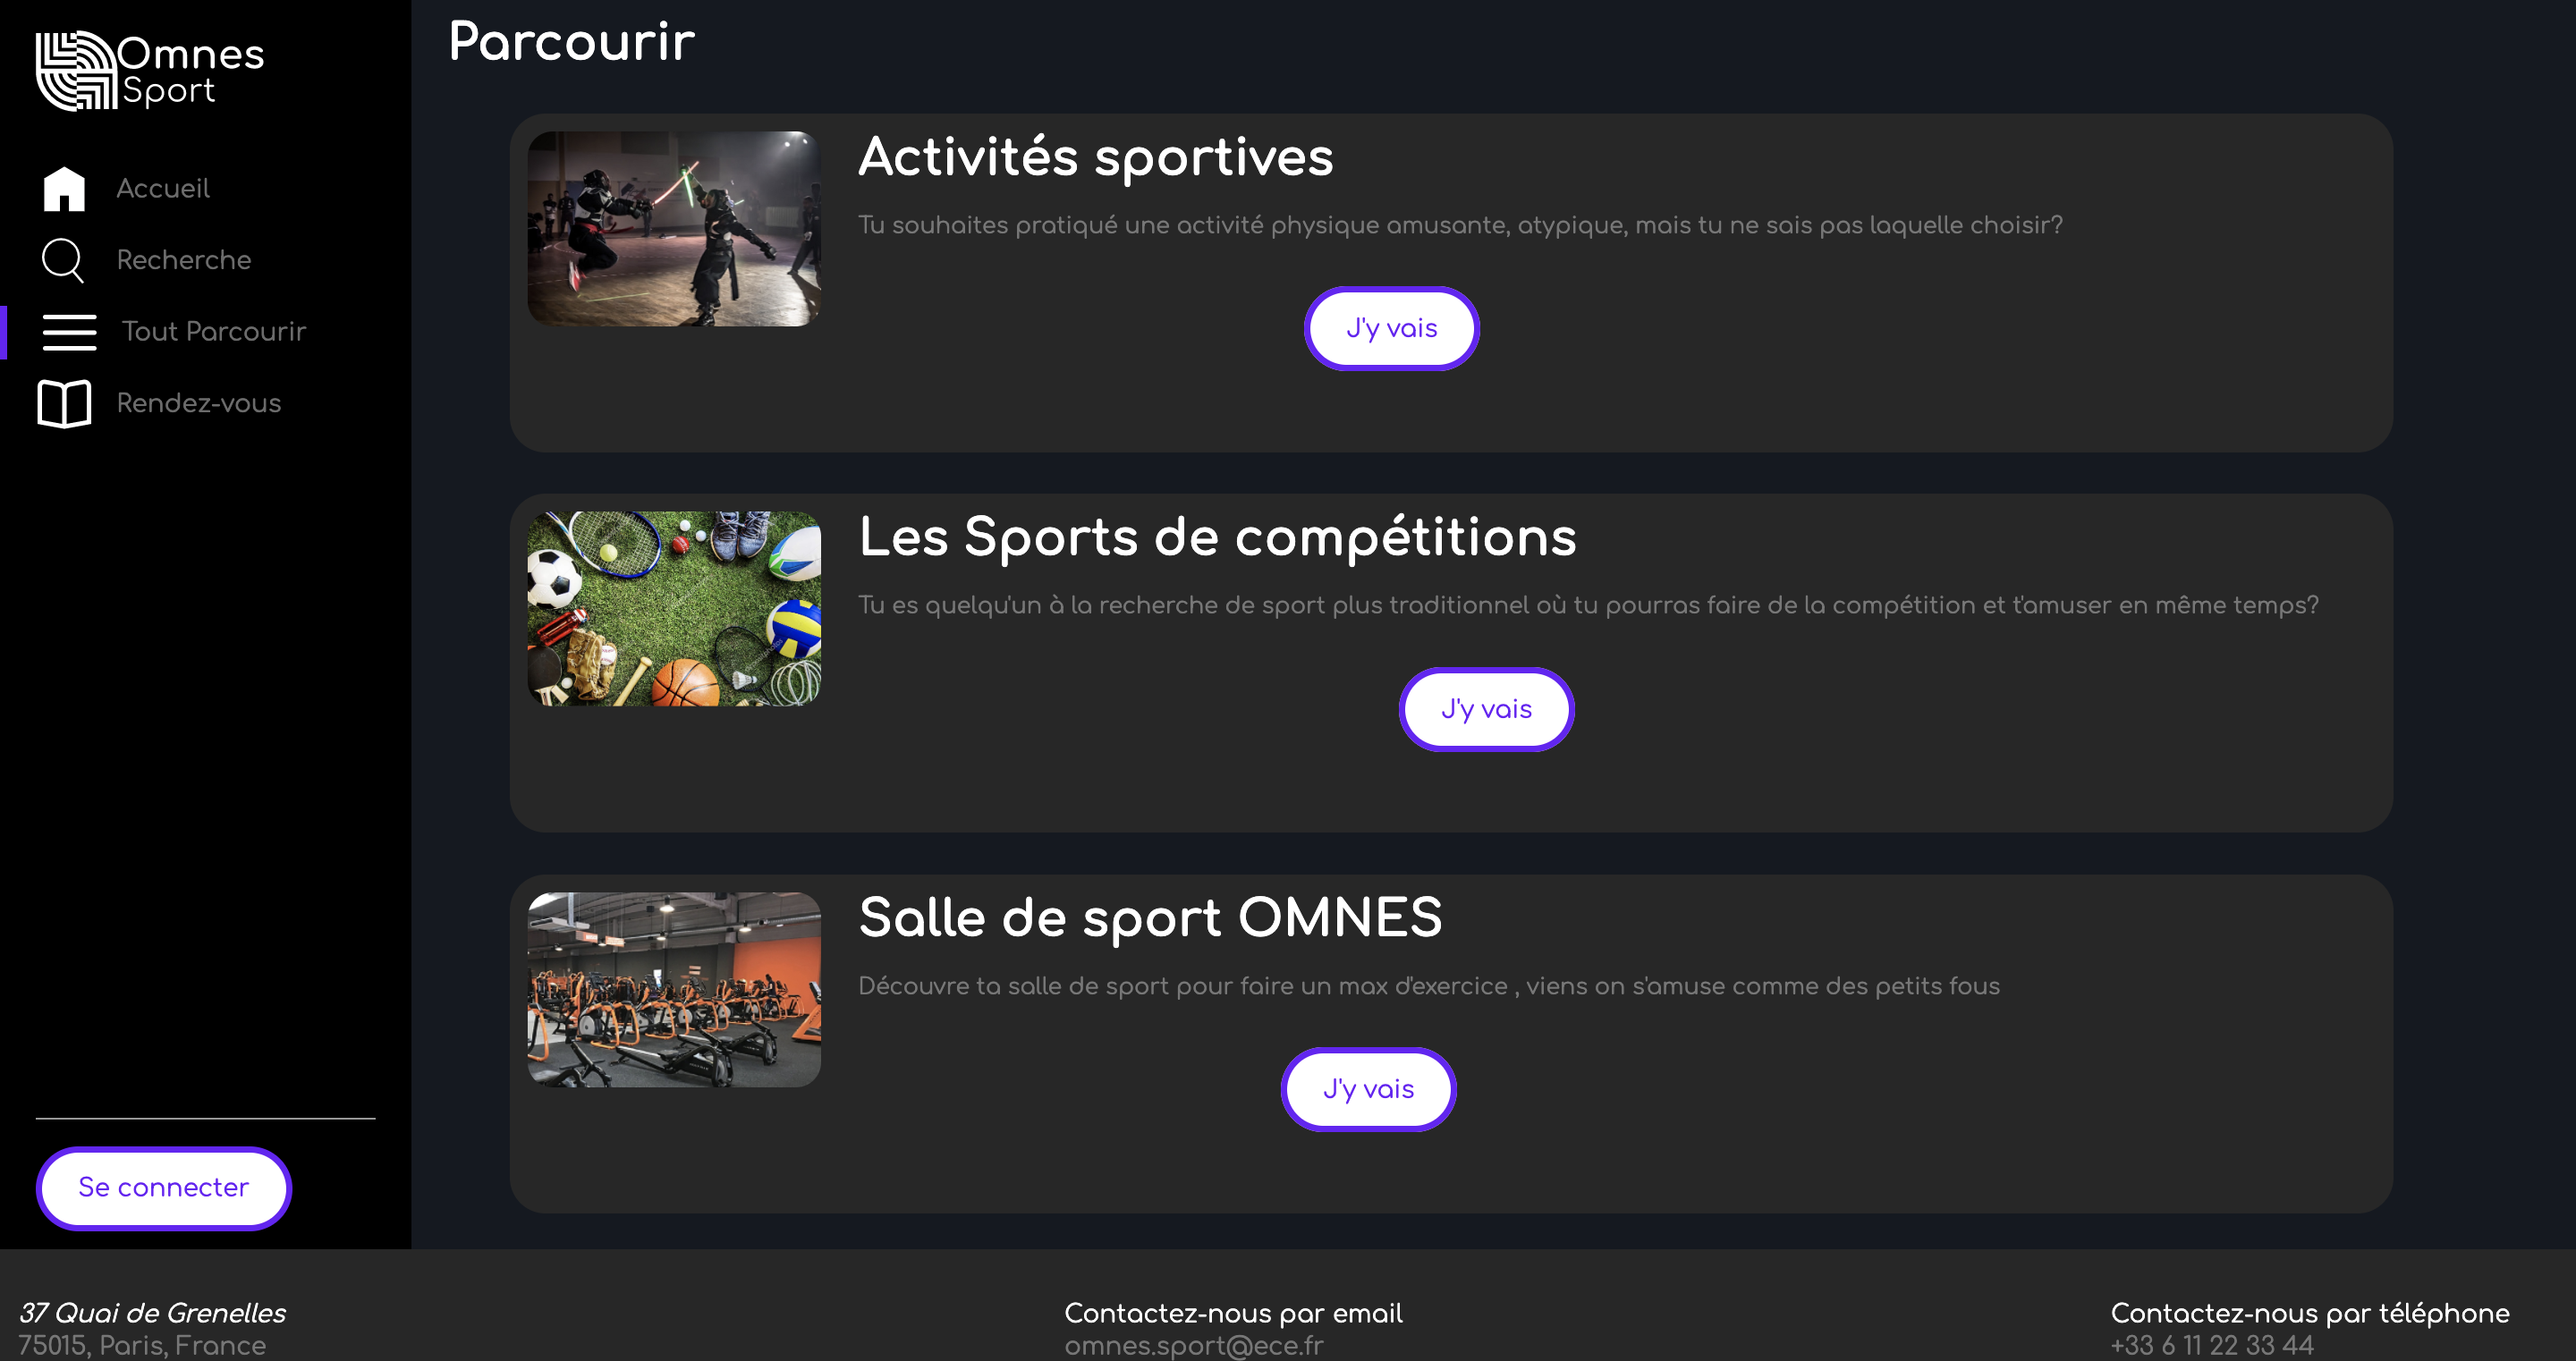 Omnes
Sport
Accueil
Recherche
Tout Parcourir
Rendez-vous
Se connecter
Parcourir
Activités sportives
Tu souhaites pratiqué une activité physique amusante, atypique, mais tu ne sais pas laquelle choisir?
J'y vais
Les Sports de compétitions
Tu es quelqu'un à la recherche de sport plus traditionnel où tu pourras faire de la compétition et t'amuser en même temps?
J'y vais
Salle de sport OMNES
Découvre ta salle de sport pour faire un max d'exercice , viens on s'amuse comme des petits fous
J'y vais
37 Quai de Grenelles
75015, Paris, France
Contactez-nous par email
omnes.sport@ece.fr
Contactez-nous par téléphone
+33 6 11 22 33 44